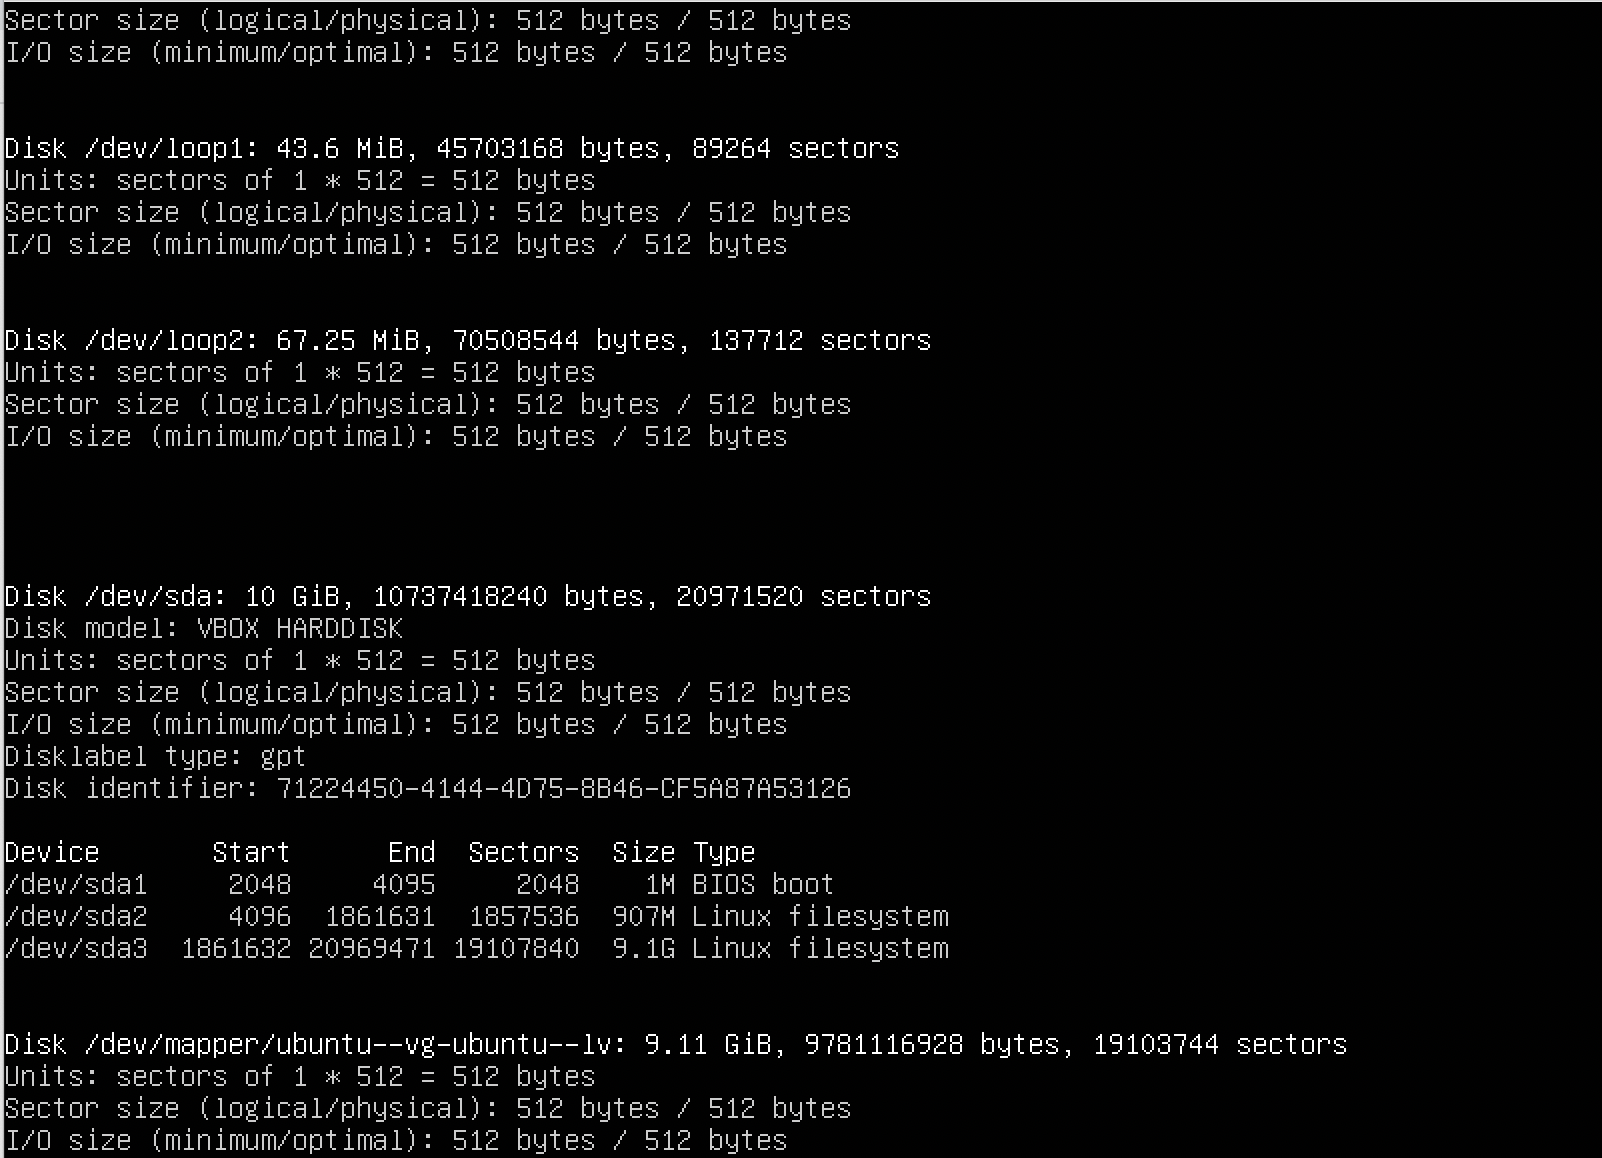 Sector size (logical/physical): 512 bytes / 512 bytes
I/O size (minimum/optimal): 512 bytes / 512 bytes
Disk /dev/loop1: 43.6 MiB, 45703168 bytes, 89264 sectors
Units: sectors of 1 * 512 = 512 bytes
Sector size (logical/physical): 512 bytes / 512 bytes
I/O size (minimum/optimal): 512 bytes / 512 bytes
Disk /dev/loop2: 67.25 MiB, 70508544 bytes, 137712 sectors
Units: sectors of 1 * 512 = 512 bytes
Sector size (logical/physical): 512 bytes / 512 bytes
I/O size (minimum/optimal): 512 bytes / 512 bytes
Disk /dev/sda: 10 GiB, 10737418240 bytes, 20971520 sectors
Disk model: VBOX HARDDISK
Units: sectors of 1 * 512 = 512 bytes
Sector size (logical/physical): 512 bytes / 512 bytes
I/O size (minimum/optimal): 512 bytes / 512 bytes
Disklabel type: gpt
Disk identifier: 71224450-4144-4D75-8B46-CF5A87A53126
Device Start End Sectors Size Type
/dev/sda1 2048 4095 2048 1M BIOS boot
/dev/sda2 4096 1861631 1857536 907M Linux filesystem
/dev/sda3 1861632 20969471 19107840 9.1G Linux filesystem
Disk /dev/mapper/ubuntu--vg-ubuntu--lv: 9.11 GiB, 9781116928 bytes, 19103744 sectors
Units: sectors of 1 * 512 = 512 bytes
Sector size (logical/physical): 512 bytes / 512 bytes
I/O size (minimum/optimal): 512 bytes / 512 bytes